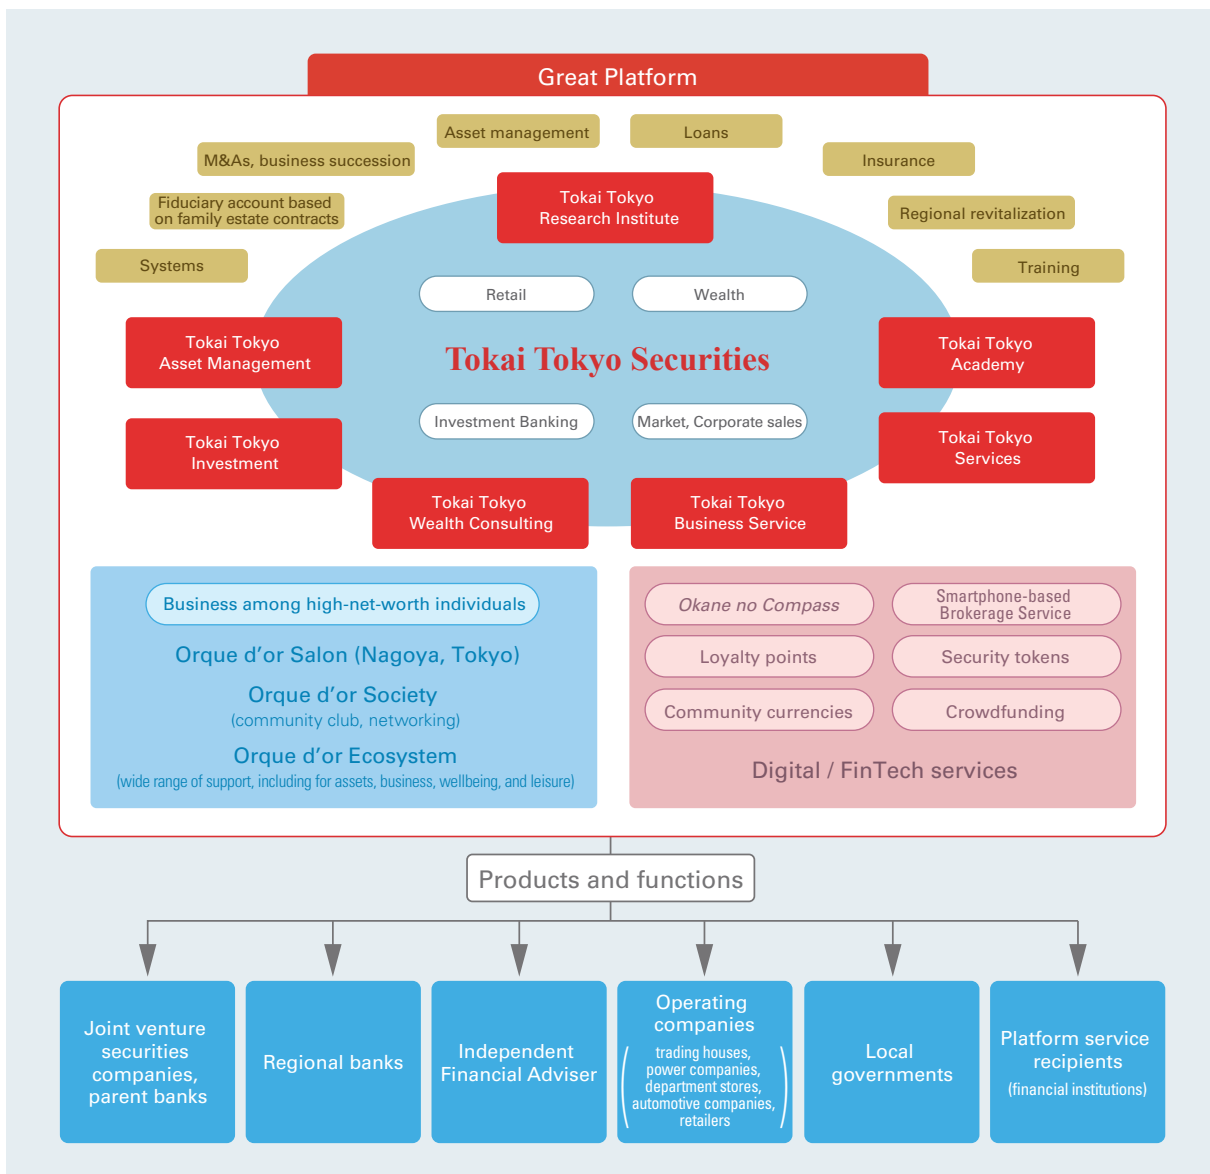 Great Platform
Asset management
Loans
M&As, business succession
Insurance
Fiduciary account based
on family estate contracts
Regional revitalization
Systems
Training
Tokai Tokyo
Research Institute
Retail
Wealth
Tokai Tokyo Securities
Investment Banking
Market, Corporate sales
Tokai Tokyo
Asset Management
Tokai Tokyo
Academy
Tokai Tokyo
Investment
Tokai Tokyo
Services
Tokai Tokyo
Wealth Consulting
Tokai Tokyo
Business Service
Business among high-net-worth individuals
Orque d’or Salon (Nagoya, Tokyo)
Orque d’or Society
(community club, networking)
Orque d’or Ecosystem
(wide range of support, including for assets, business, wellbeing, and leisure)
Okane no Compass
Smartphone-based
Brokerage Service
Loyalty points
Security tokens
Community currencies
Crowdfunding
Digital / FinTech services
Products and functions
Joint venture
securities
companies,
parent banks
Regional banks
Independent
Financial Adviser
Operating
companies
(trading houses,
power companies,
department stores,
automotive companies,
retailers)
Local
governments
Platform service
recipients
(financial institutions)